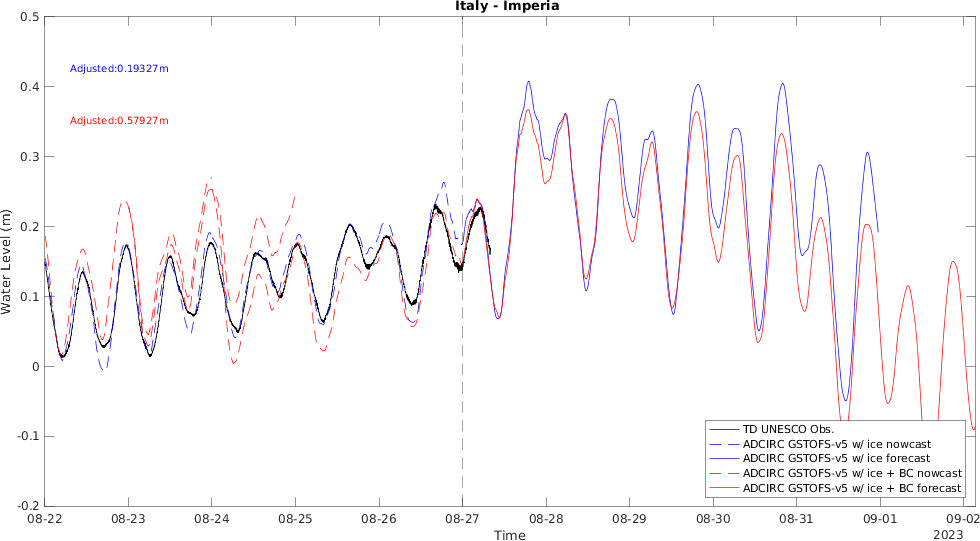 Italy - Imperia
0.5
0.4
0.3
0.2
0.1
0
-0.1
-0.2
Water Level (m)
Adjusted:0.19327m
Adjusted:0.57927m
TD UNESCO Obs.
ADCIRC GSTOFS-v5 w/ ice nowcast
ADCIRC GSTOFS-v5 w/ ice forecast
ADCIRC GSTOFS-v5 w/ ice + BC nowcast
ADCIRC GSTOFS-v5 w/ ice + BC forecast
08-22 08-23 08-24 08-25 08-26 08-27 08-28 08-29 08-30 08-31 09-01 09-02
Time
2023